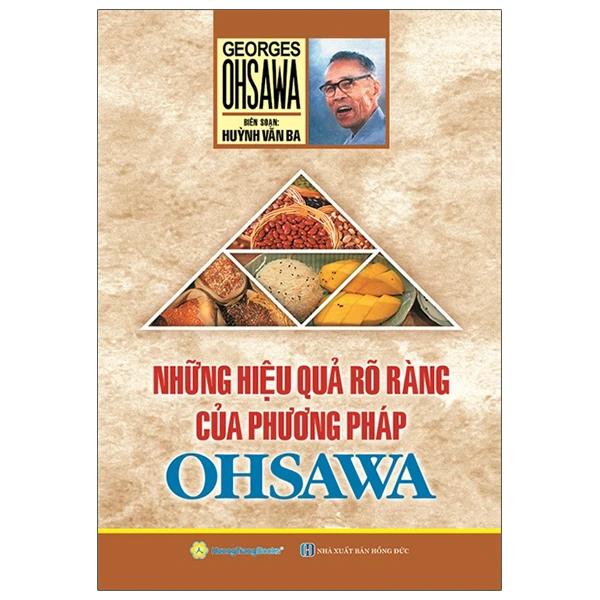 GEORGES
OHSAWA
BIÊN SOẠN:
HUỲNH VĂN BA
NHỮNG HIỆU QUẢ RÕ RÀNG
CỦA PHƯƠNG PHÁP
OHSAWA
HuongTrangBooks®
NHÀ XUẤT BẢN HỒNG ĐỨC